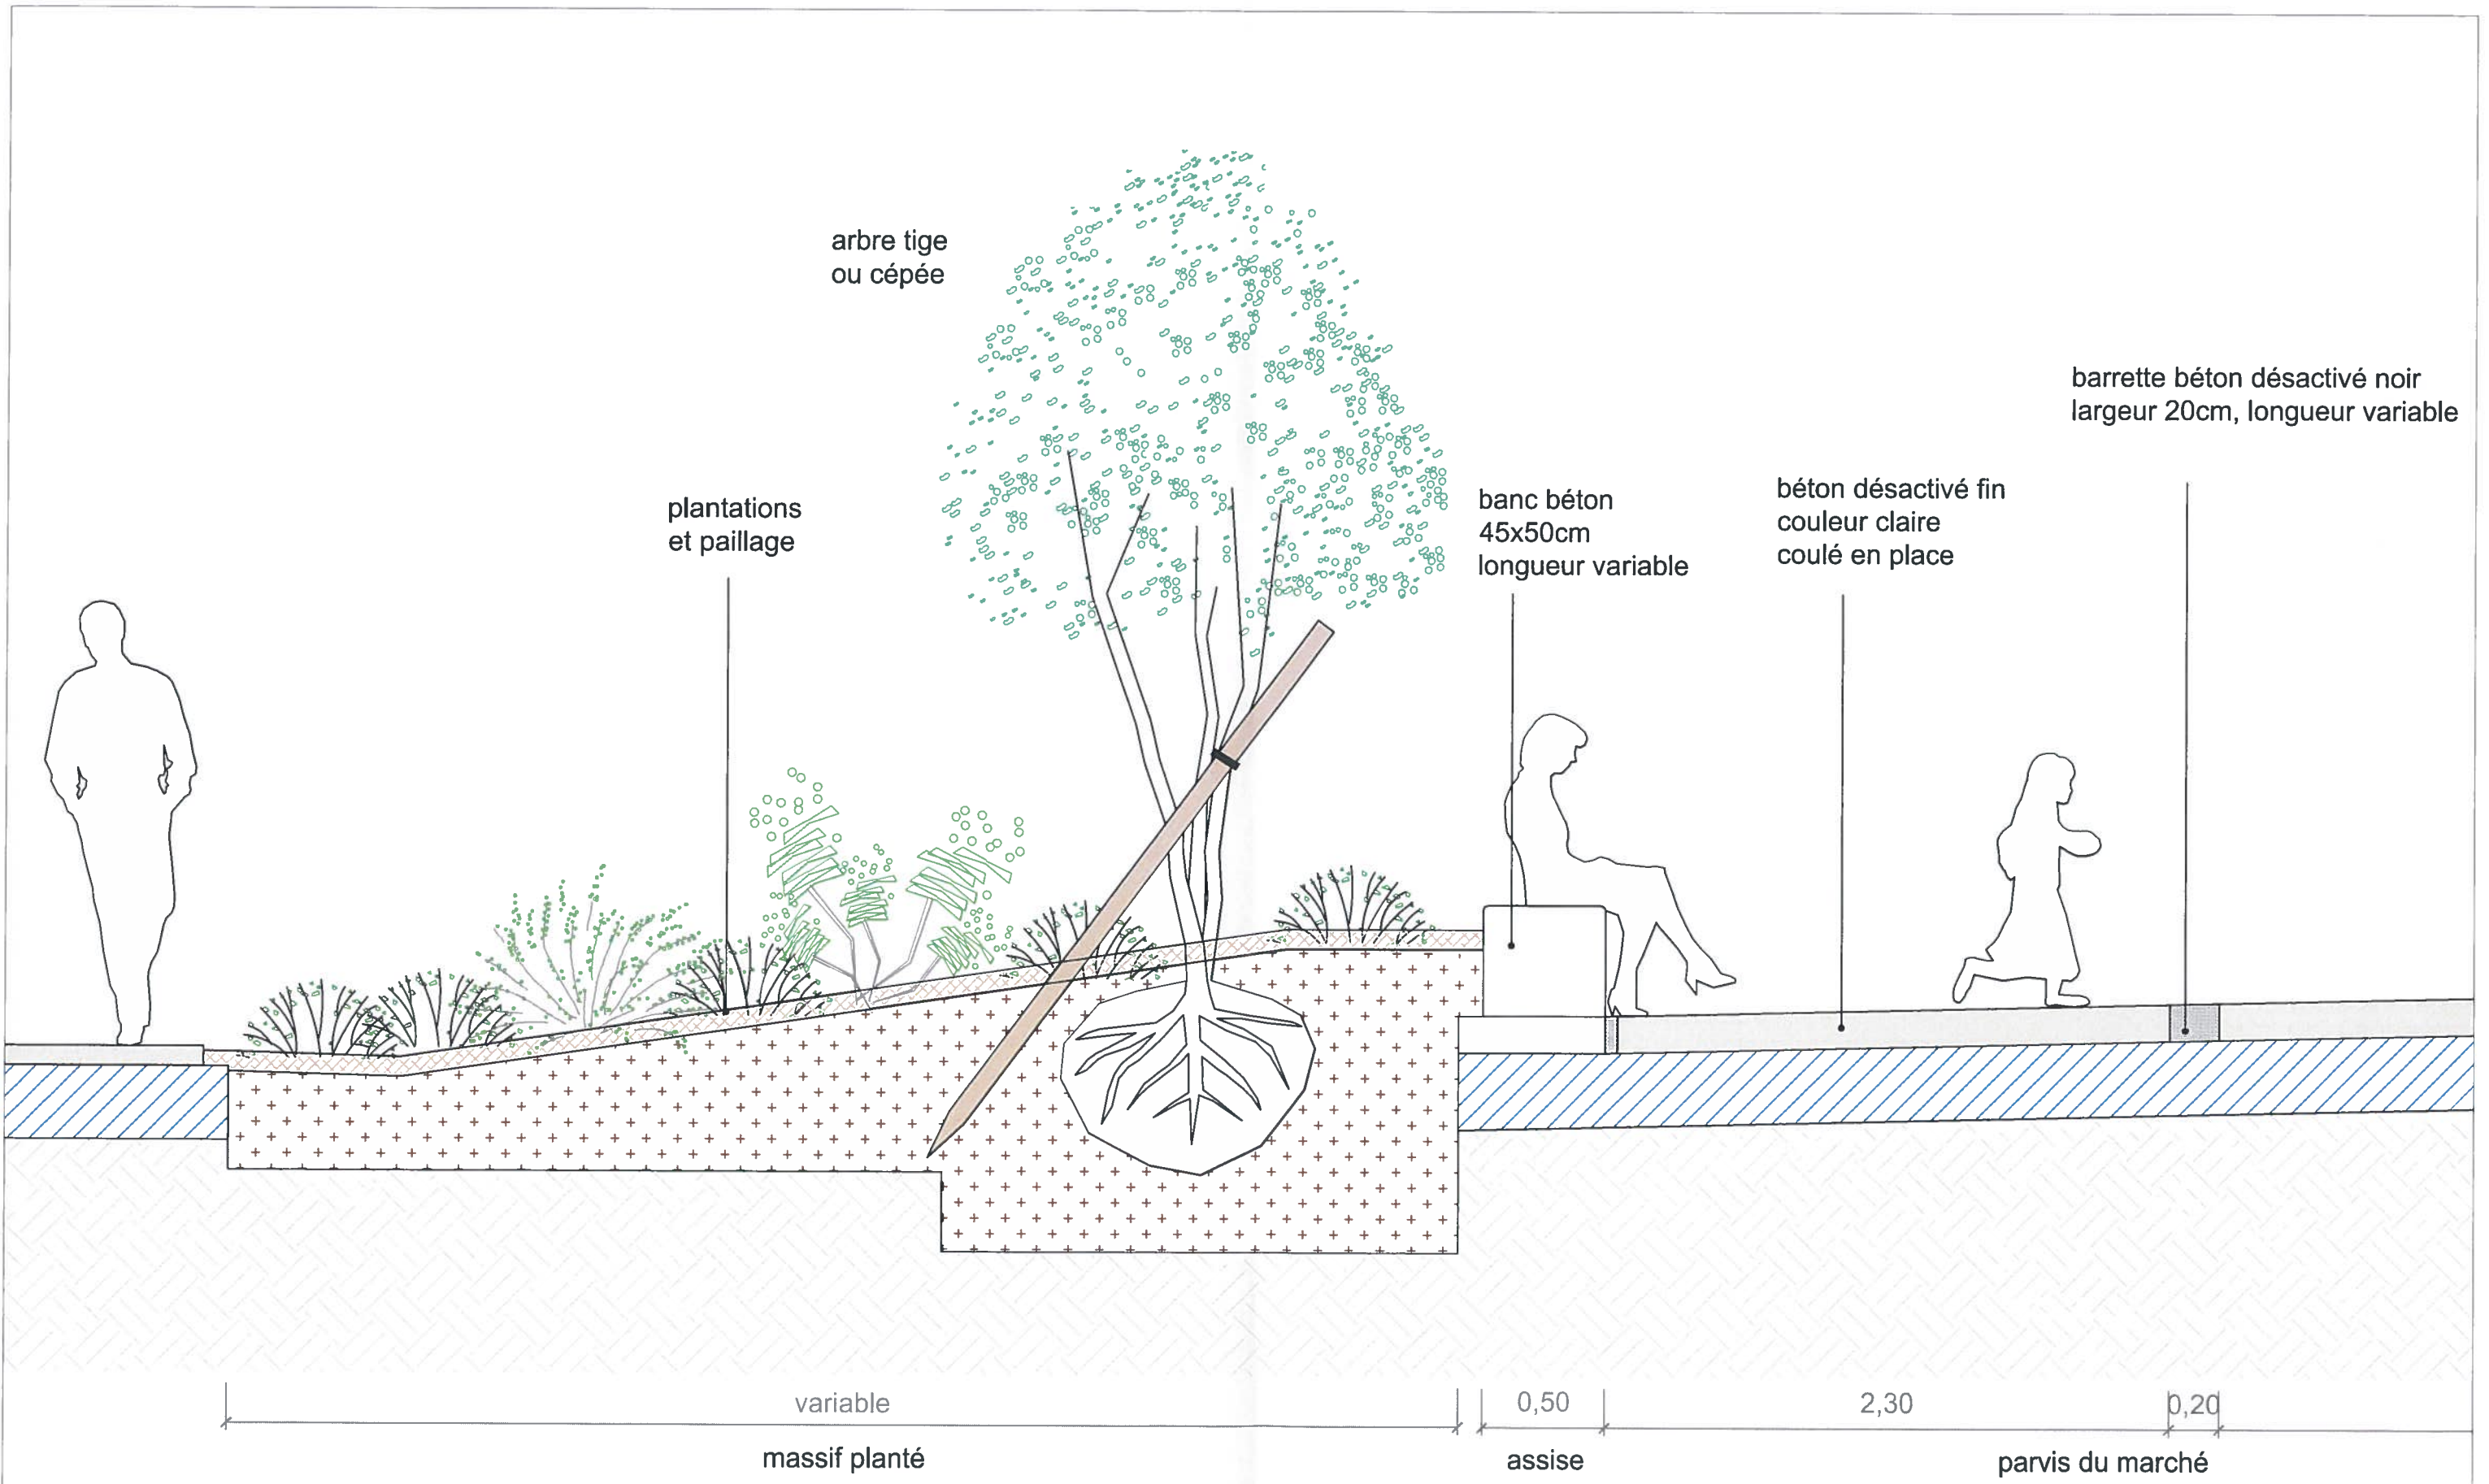 arbre tige
ou cépée
plantations
et paillage
banc béton
45x50cm
longueur variable
béton désactivé fin
couleur claire
coulé en place
barrette béton désactivé noir
largeur 20cm, longueur variable
variable
0,50
2,30
0,20
massif planté
assise
parvis du marché